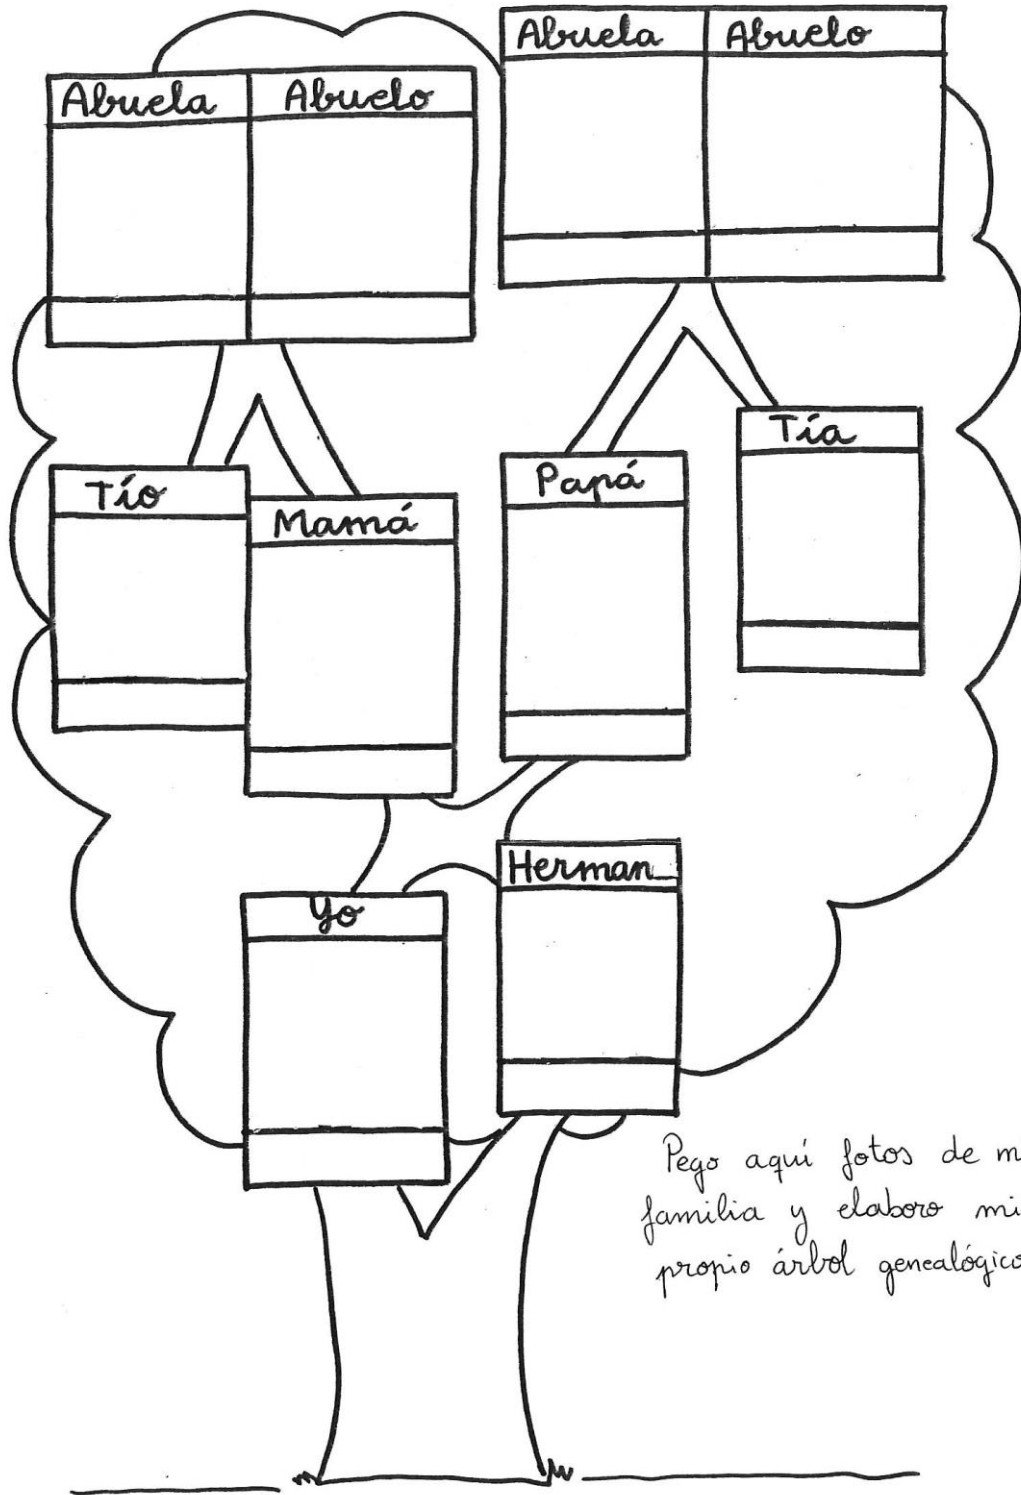 Abuela Abuelo
Abuela Abuelo
Tío
Mamá
Papá
Tía
Yo
Herman_
Pego aquí fotos de m
familia y elaboro mi
propio árbol genealógico